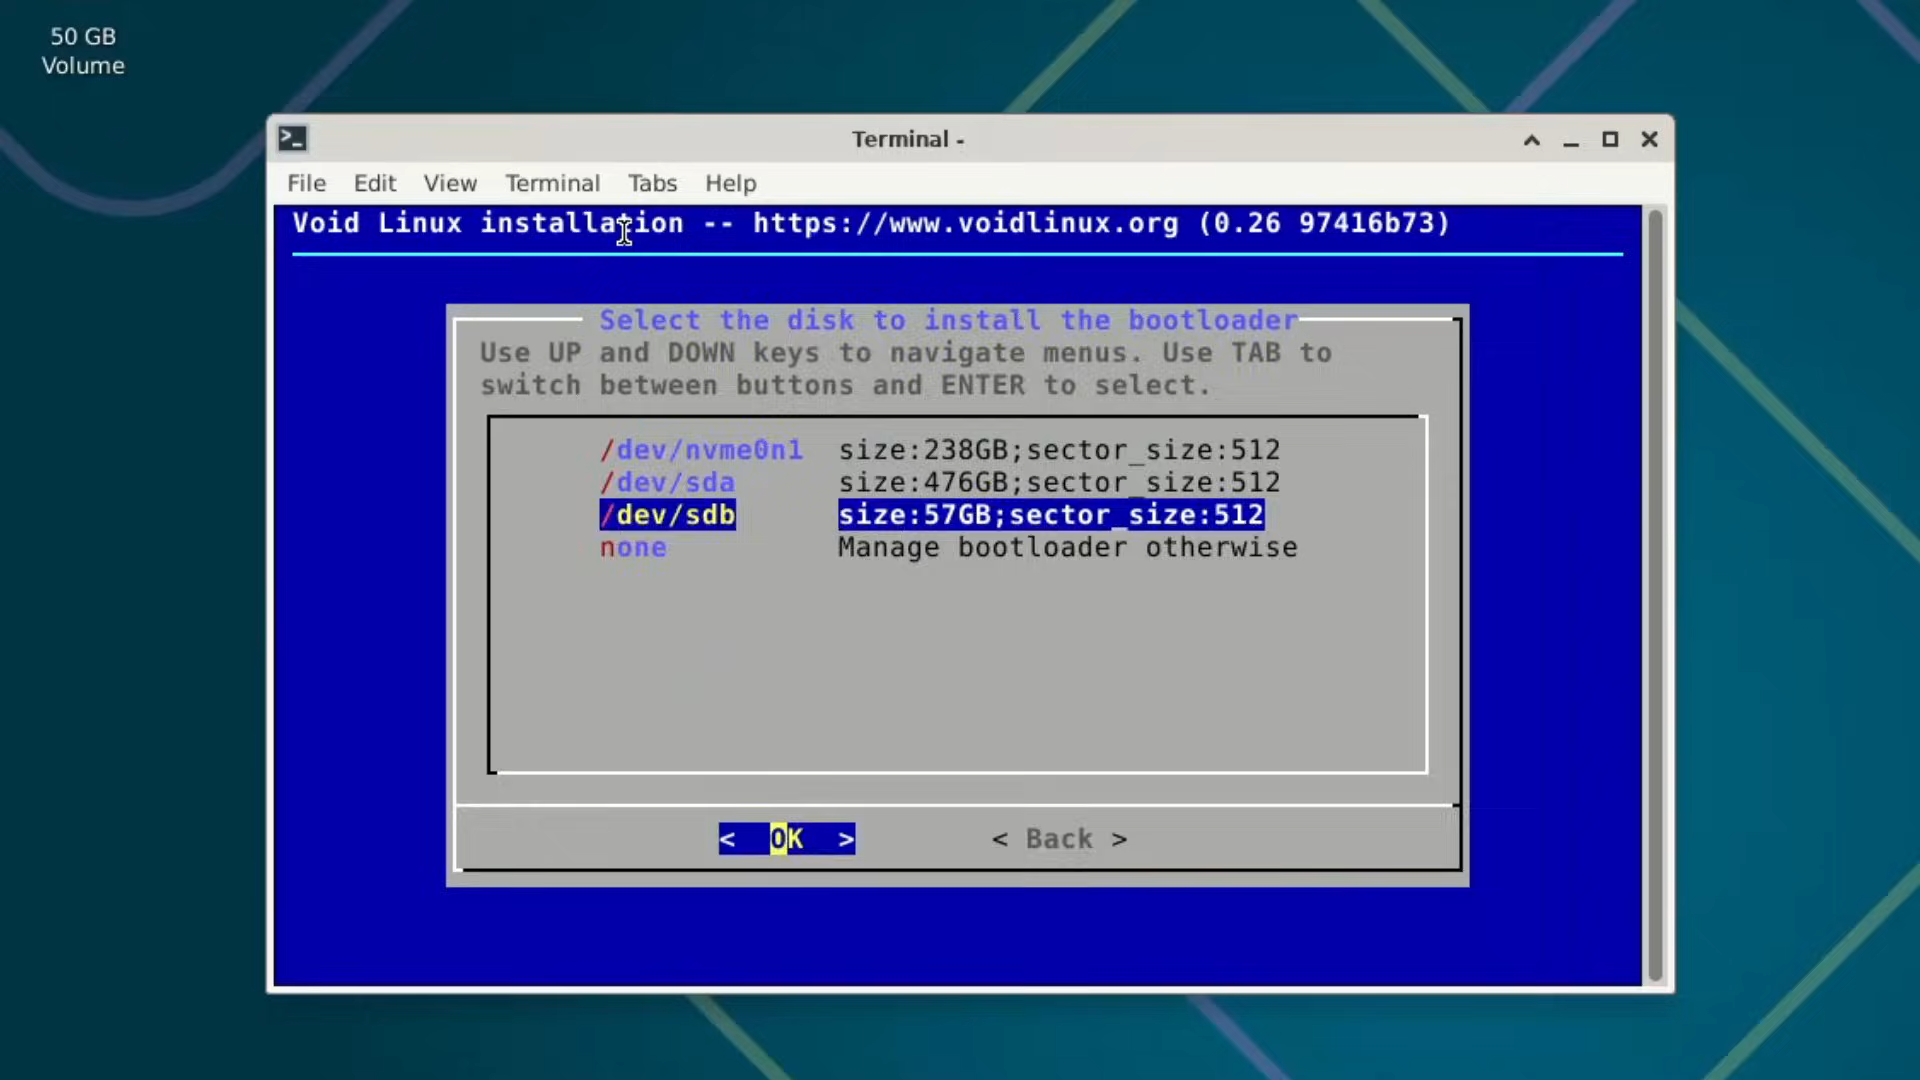 50 GB
Volume
Terminal -
File Edit View Terminal Tabs Help
Void Linux installation -- https://www.voidlinux.org (0.26 97416b73)
Select the disk to install the bootloader
Use UP and DOWN keys to navigate menus. Use TAB to
switch between buttons and ENTER to select.
/dev/nvme0n1 size:238GB;sector_size:512
/dev/sda size:476GB;sector_size:512
/dev/sdb size:57GB;sector_size:512
none Manage bootloader otherwise
< OK > < Back >